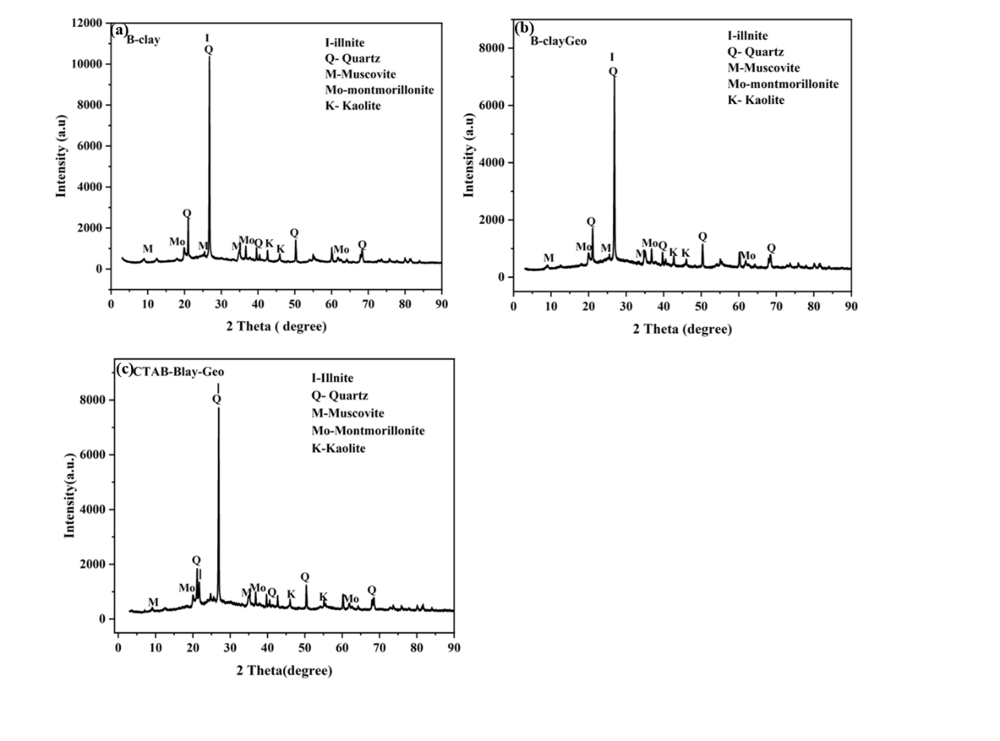 (a)
B-clay
I
Q
I-illnite
Q- Quartz
M-Muscovite
Mo-montmorillonite
K- Kaolite
12000
10000
8000
6000
4000
2000
0
Intensity (a.u)
M
Mo
Q
M
M
Mo
Q
K
K
Q
Mo
Q
0 10 20 30 40 50 60 70 80 90
2 Theta ( degree)
(b)
B-clayGeo
I
Q
I-illnite
Q- Quartz
M-Muscovite
Mo-montmorillonite
K- Kaolite
8000
6000
4000
2000
0
Intensity (a.u)
M
Mo
Q
M
M
Mo
Q
K
K
Q
Mo
Q
0 10 20 30 40 50 60 70 80 90
2 Theta (degree)
(c)
CTAB-Blay-Geo
I
Q
I-Illnite
Q- Quartz
M-Muscovite
Mo-Montmorillonite
K-Kaolite
8000
6000
4000
2000
0
Intensity(a.u.)
M
Mo
Q
I
M
Mo
Q
K
Q
K
Mo
Q
0 10 20 30 40 50 60 70 80 90
2 Theta(degree)